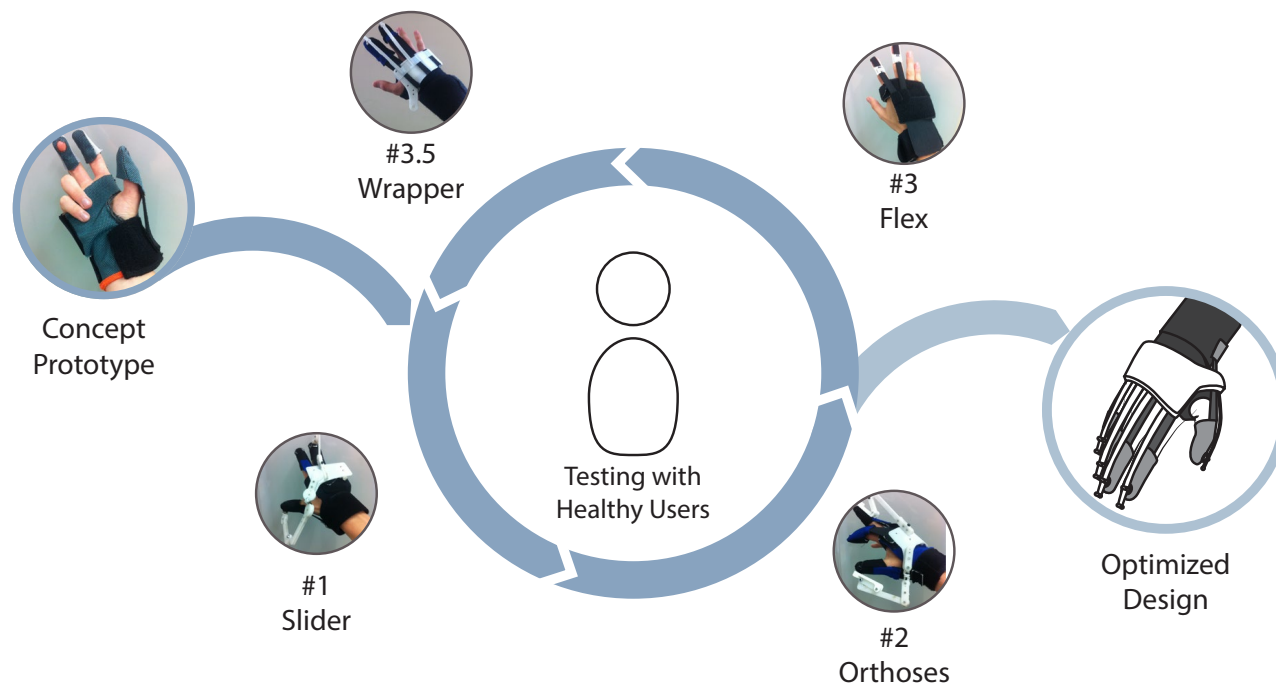 #3.5
Wrapper
#3
Flex
Concept
Prototype
Testing with
Healthy Users
#1
Slider
#2
Orthoses
Optimized
Design